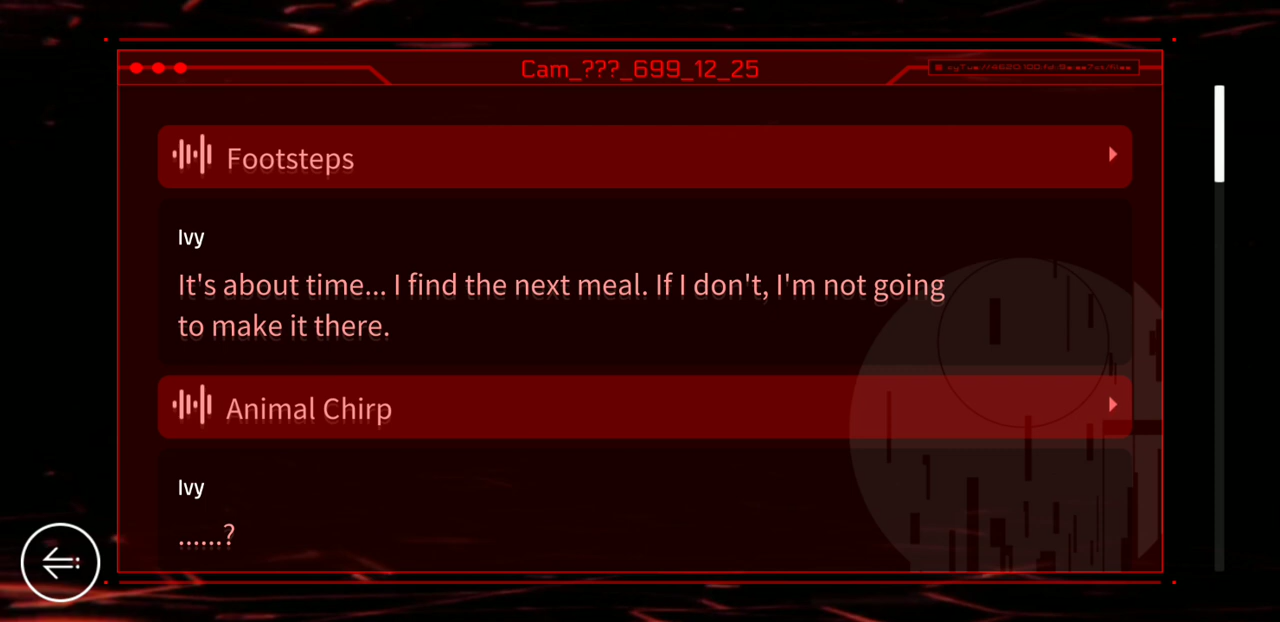 Cam_???_699_12_25
Footsteps
Ivy
It's about time... I find the next meal. If I don't, I'm not going
to make it there.
Animal Chirp
Ivy
......?